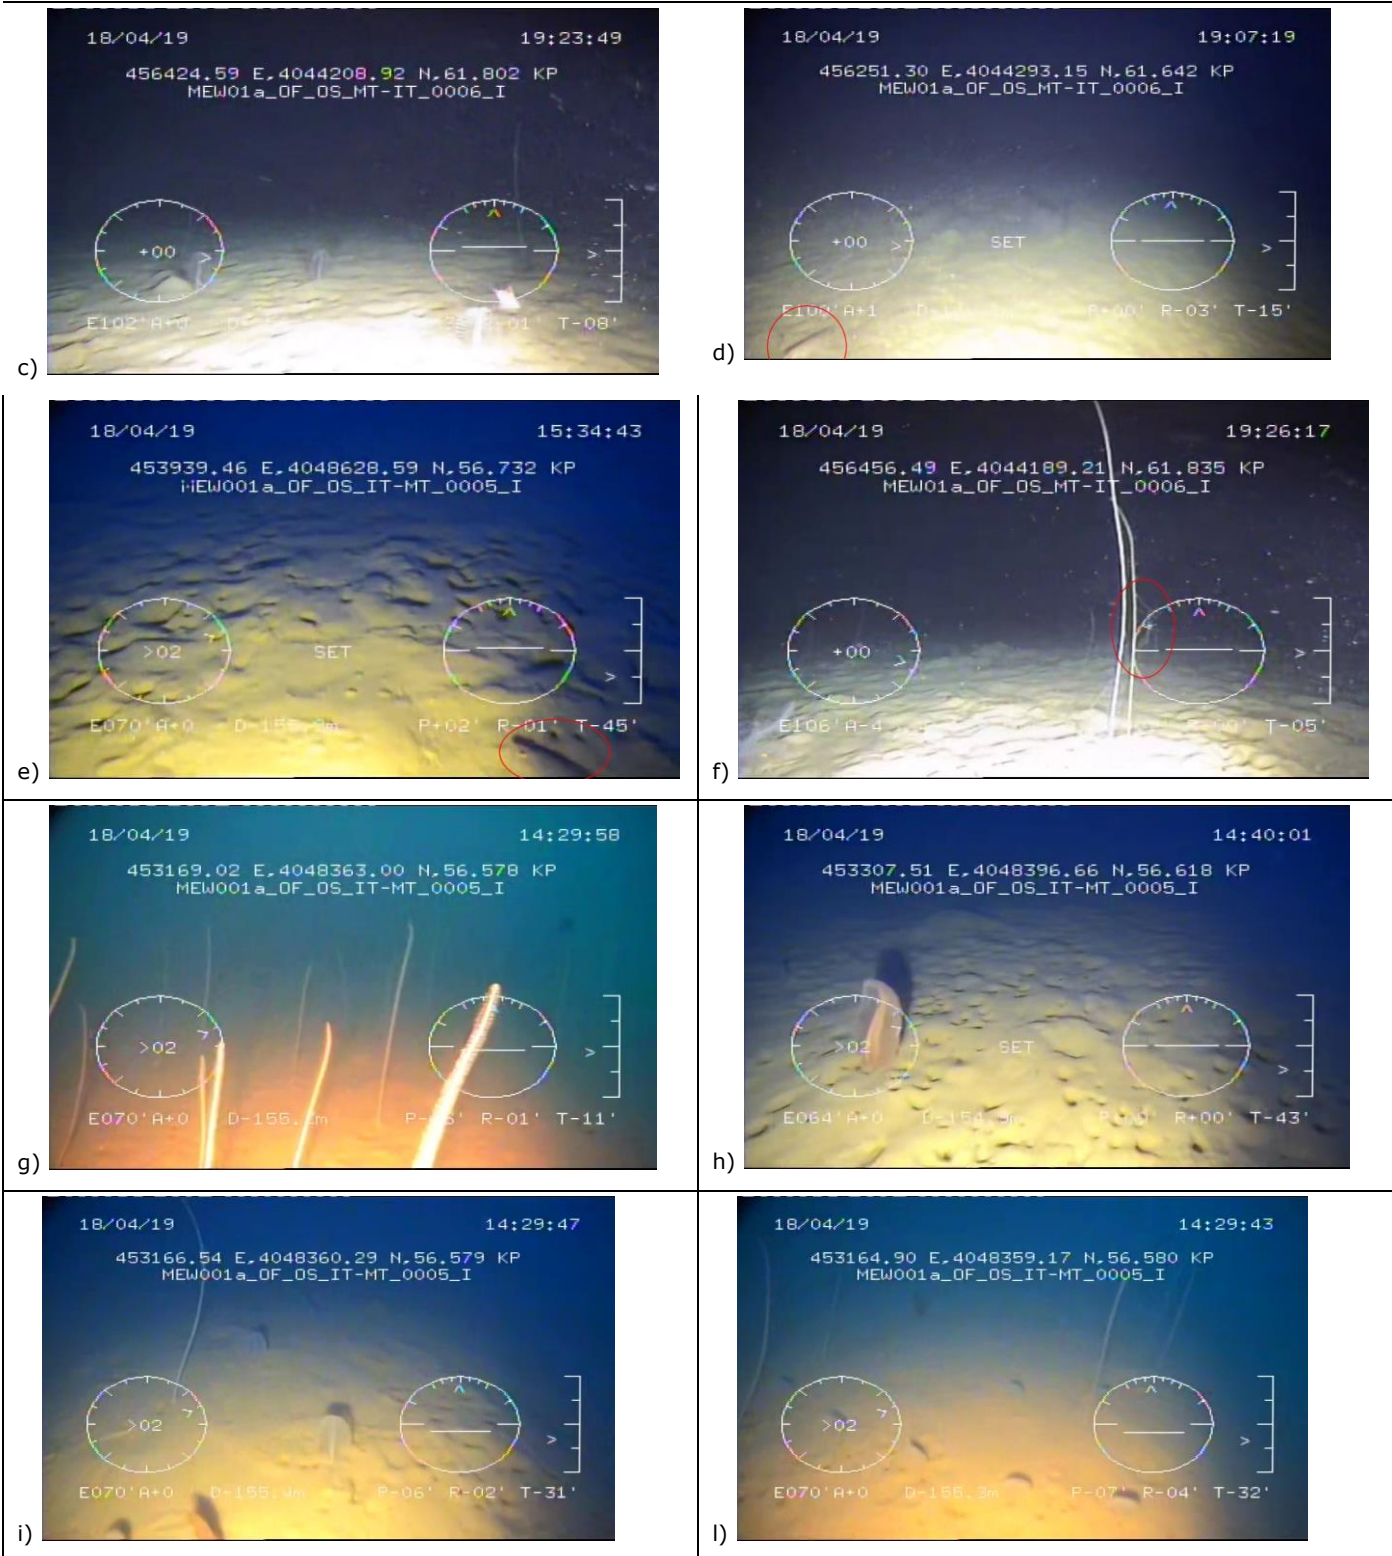 18/04/19 19:23:49
456424.59 E,4044208.92 N,61.802 KP
MEW01a_OF_OS_MT-IT_0006_I
+00
E102'A+0 01' T-08'
c)
18/04/19 19:07:19
456251.30 E,4044293.15 N,61.642 KP
MEW01a_OF_OS_MT-IT_0006_I
+00 SET
A+1 P+00' R-03' T-15'
d)
18/04/19 15:34:43
453939.46 E,4048628.59 N,56.732 KP
MEW001a_OF_OS_IT-MT_0005_I
>02 SET
E070'A+0 P+02' R-01' T-45'
e)
18/04/19 19:26:17
456456.49 E,4044189.21 N,61.835 KP
MEW01a_OF_OS_MT-IT_0006_I
+00
E106'A-4 T-05'
f)
18/04/19 14:29:58
453169.02 E,4048363.00 N,56.578 KP
MEW001a_OF_OS_IT-MT_0005_I
>02
E070'A+0 R-01' T-11'
g)
18/04/19 14:40:01
453307.51 E,4048396.66 N,56.618 KP
MEW001a_OF_OS_IT-MT_0005_I
>02 SET
E064'A+0 R+00' T-43'
h)
18/04/19 14:29:47
453166.54 E,4048360.29 N,56.579 KP
MEW001a_OF_OS_IT-MT_0005_I
>02
E070'A+0 P-06' R-02' T-31'
i)
18/04/19 14:29:43
453164.90 E,4048359.17 N,56.580 KP
MEW001a_OF_OS_IT-MT_0005_I
>02
E070'A+0 D-155.3m P-07' R-04' T-32'
l)